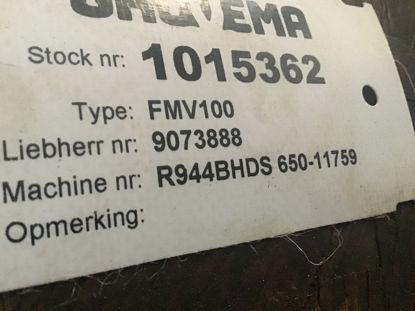 Stock nr: 1015362
Type: FMV100
Liebherr nr: 9073888
Machine nr: R944BHDS 650-11759
Opmerking: